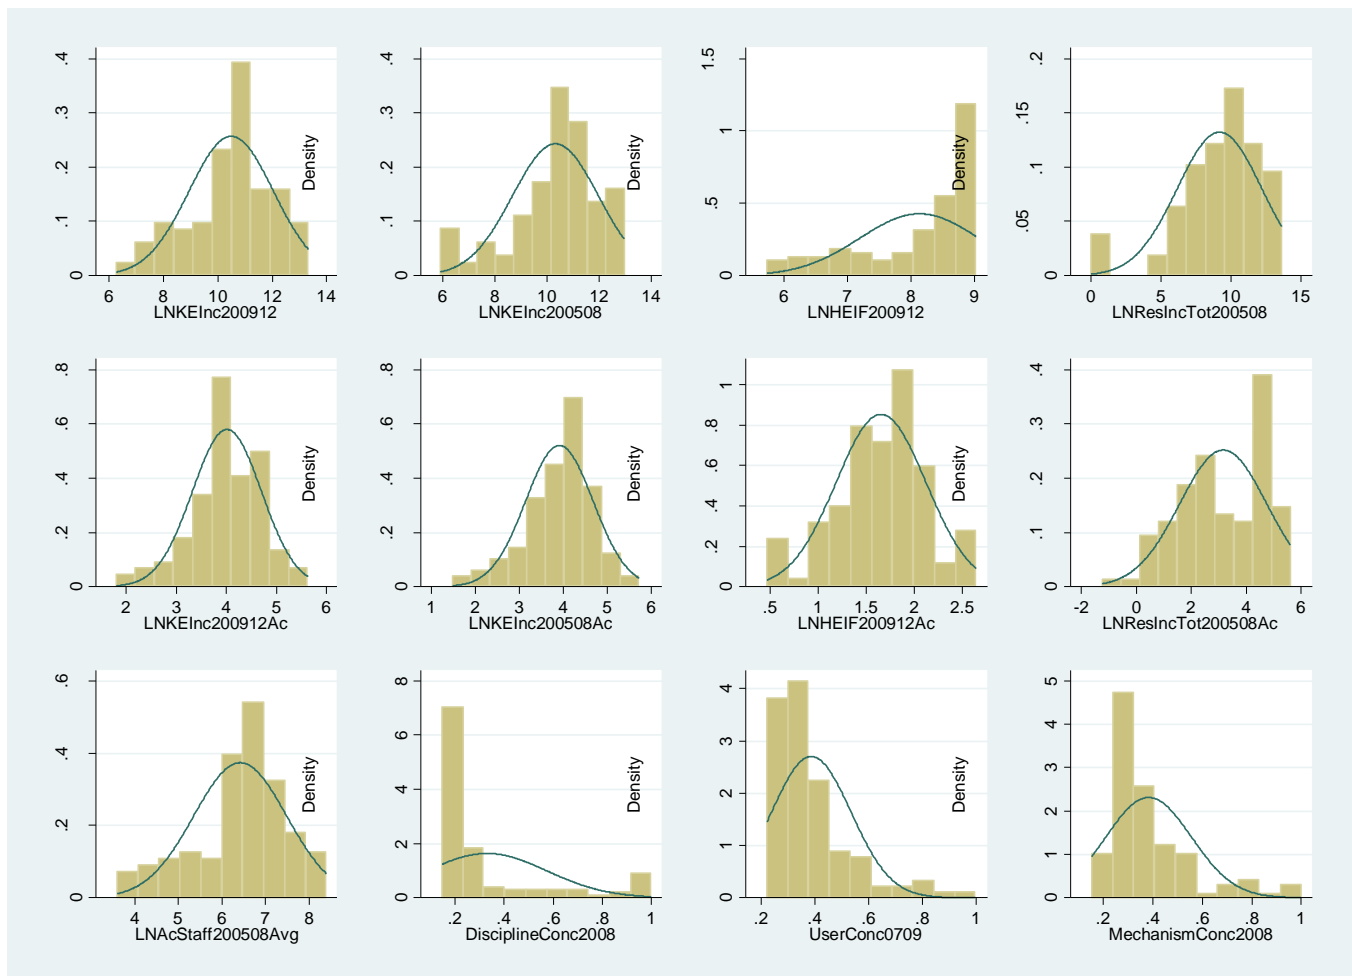 0 .1 .2 .3 .4
6 8 10 12 14
LNKEInc200912
Density
0 .1 .2 .3 .4
6 8 10 12 14
LNKEInc200508
Density
0 .5 1 1.5
6 7 8 9
LNHEIF200912
Density
0 .05 .1 .15 .2
0 5 10 15
LNResIncTot200508
0 .2 .4 .6 .8
2 3 4 5 6
LNKEInc200912Ac
Density
0 .2 .4 .6 .8
1 2 3 4 5 6
LNKEInc200508Ac
Density
0 .2 .4 .6 .8 1
.5 1 1.5 2 2.5
LNHEIF200912Ac
Density
0 .1 .2 .3 .4
-2 0 2 4 6
LNResIncTot200508Ac
0 .2 .4 .6
4 5 6 7 8
LNAcStaff200508Avg
Density
0 2 4 6 8
.2 .4 .6 .8 1
DisciplineConc2008
Density
0 1 2 3 4
.2 .4 .6 .8 1
UserConc0709
Density
0 1 2 3 4 5
.2 .4 .6 .8 1
MechanismConc2008